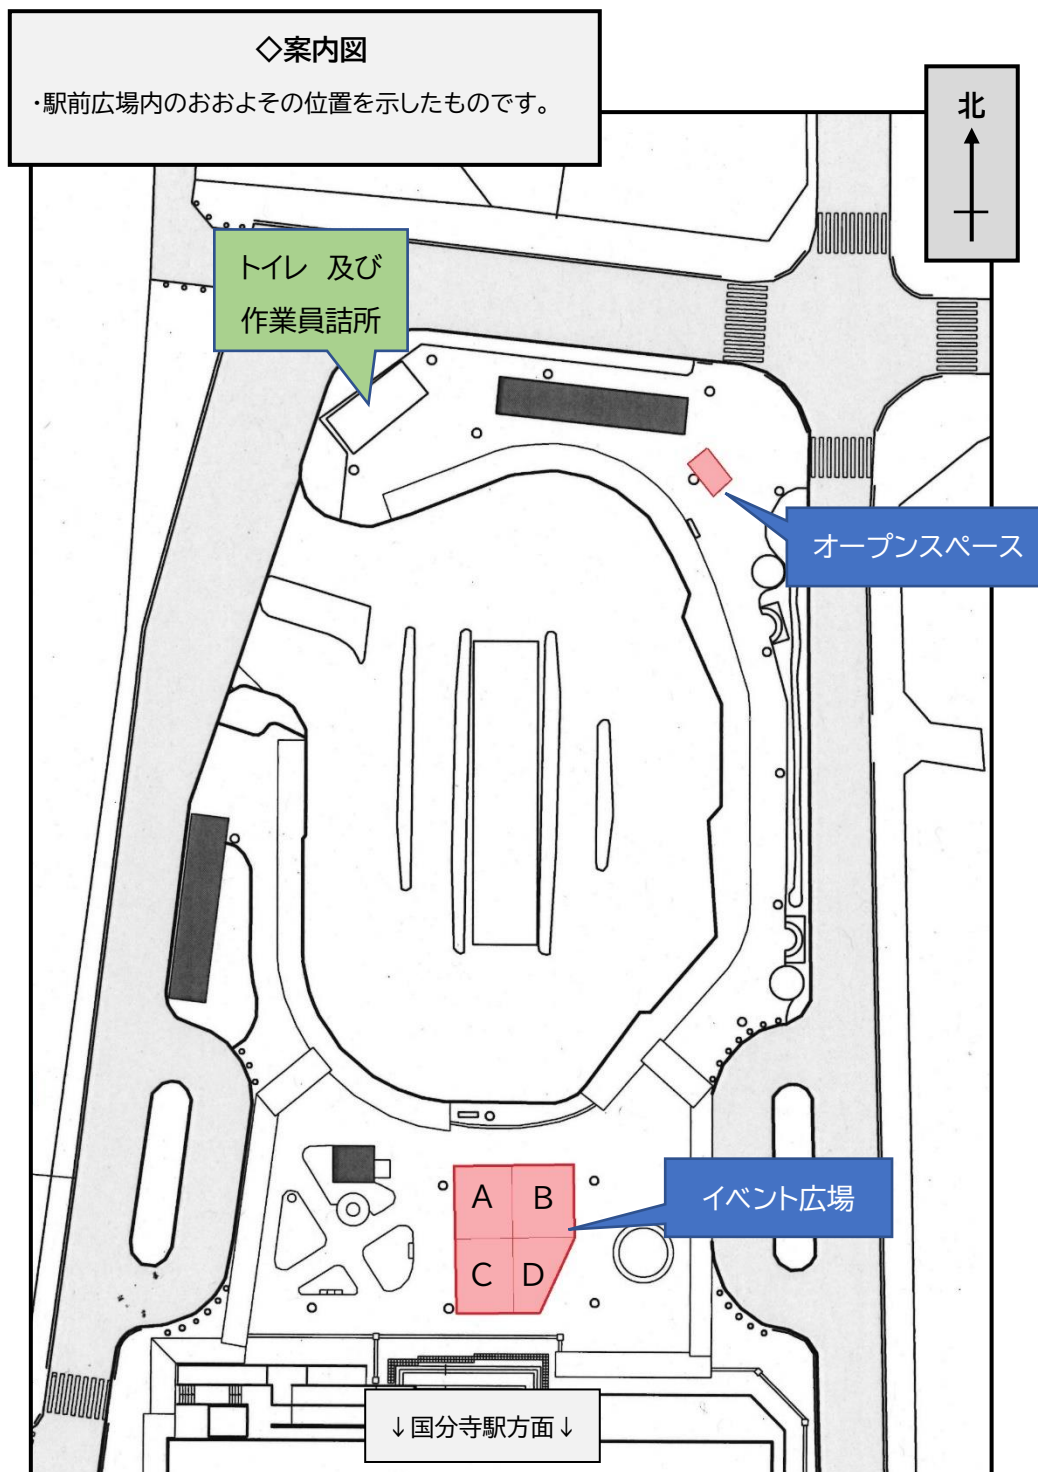 ◇案内図
・駅前広場内のおおよその位置を示したものです。
北
トイレ 及び
作業員詰所
オープンスペース
A
B
イベント広場
C
D
↓国分寺駅方面↓